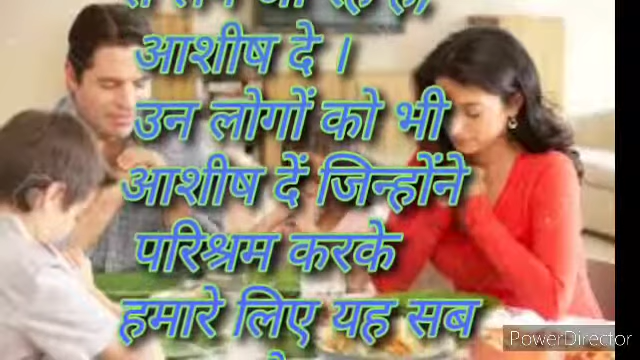 आशीष दे ।
उन लोगों को भी
आशीष दें जिन्होंने
परिश्रम करके
हमारे लिए यह सब
PowerDirector